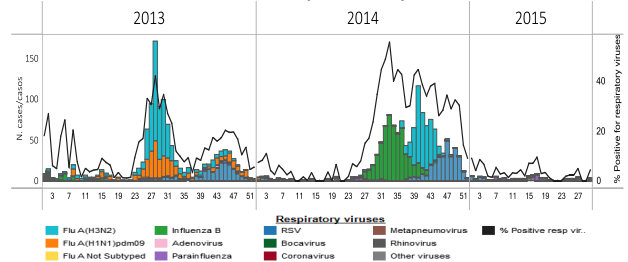 2013 2014 2015
N. cases/casos
150
100
50
0
40
20
0
% Positive for respiratory viruses
3 7 11 15 19 23 27 31 35 39 43 47 51 3 7 11 15 19 23 27 31 35 39 43 47 51 3 7 11 15 19 23 27
Respiratory viruses
Flu A(H3N2) Influenza B RSV Metapneumovirus % Positive resp vir..
Flu A(H1N1)pdm09 Adenovirus Bocavirus Rhinovirus
Flu A Not Subtyped Parainfluenza Coronavirus Other viruses